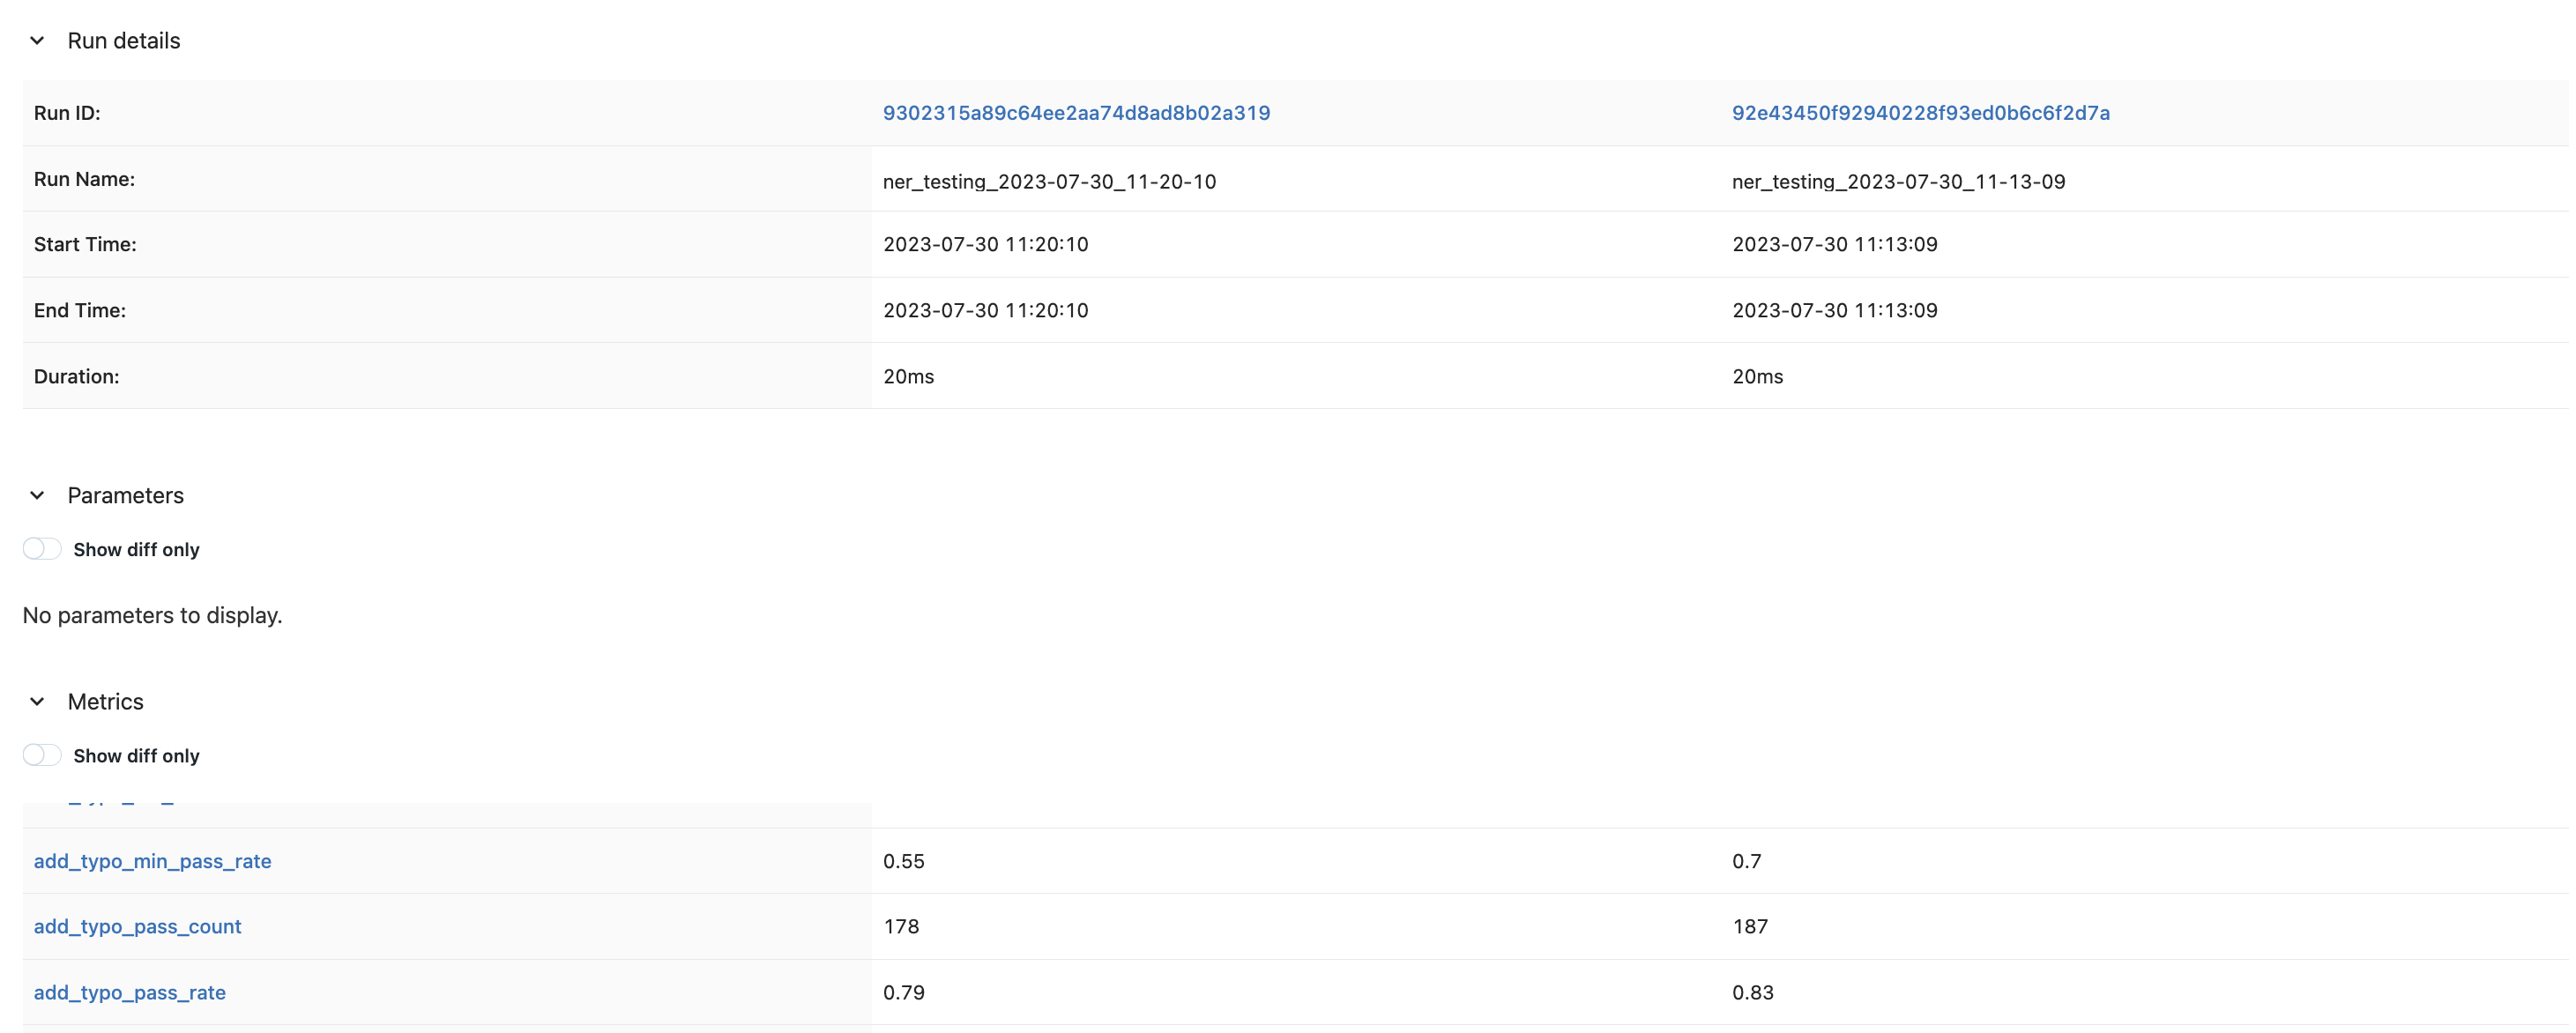 Run details
Run ID: 9302315a89c64ee2aa74d8ad8b02a319 92e43450f92940228f93ed0b6c6f2d7a
Run Name: ner_testing_2023-07-30_11-20-10 ner_testing_2023-07-30_11-13-09
Start Time: 2023-07-30 11:20:10 2023-07-30 11:13:09
End Time: 2023-07-30 11:20:10 2023-07-30 11:13:09
Duration: 20ms 20ms
Parameters
Show diff only
No parameters to display.
Metrics
Show diff only
add_typo_min_pass_rate 0.55 0.7
add_typo_pass_count 178 187
add_typo_pass_rate 0.79 0.83